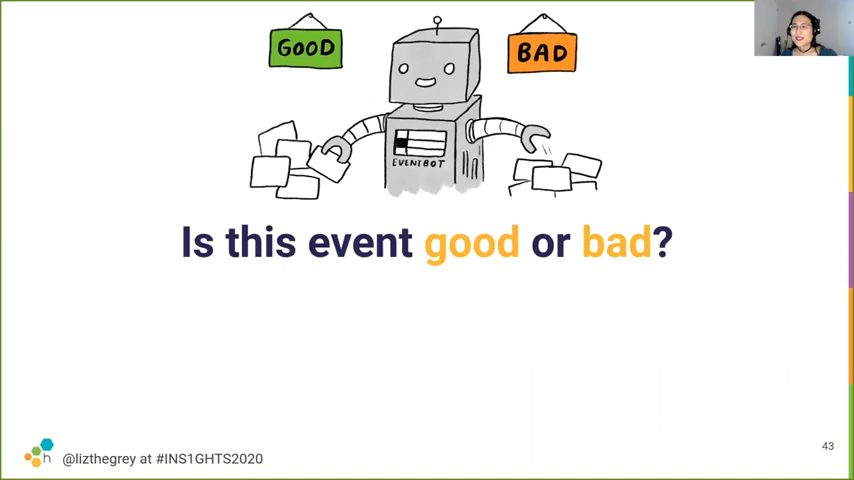 GOOD
BAD
EVENTBOT
Is this event good or bad?
43
h
@lizthegrey at #INS1GHTS2020